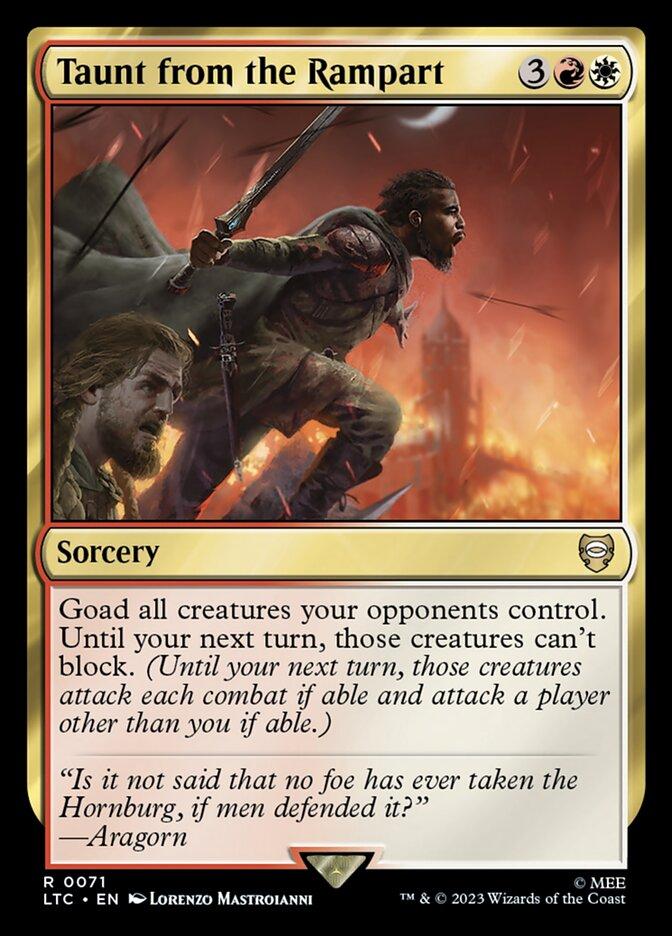 Taunt from the Rampart 3
Sorcery
Goad all creatures your opponents control.
Until your next turn, those creatures can't
block. (Until your next turn, those creatures
attack each combat if able and attack a player
other than you if able.)
“Is it not said that no foe has ever taken the
Hornburg, if men defended it?”
—Aragorn
R 0071
LTC • EN Lorenzo Mastroianni
© MEE
™ & © 2023 Wizards of the Coast